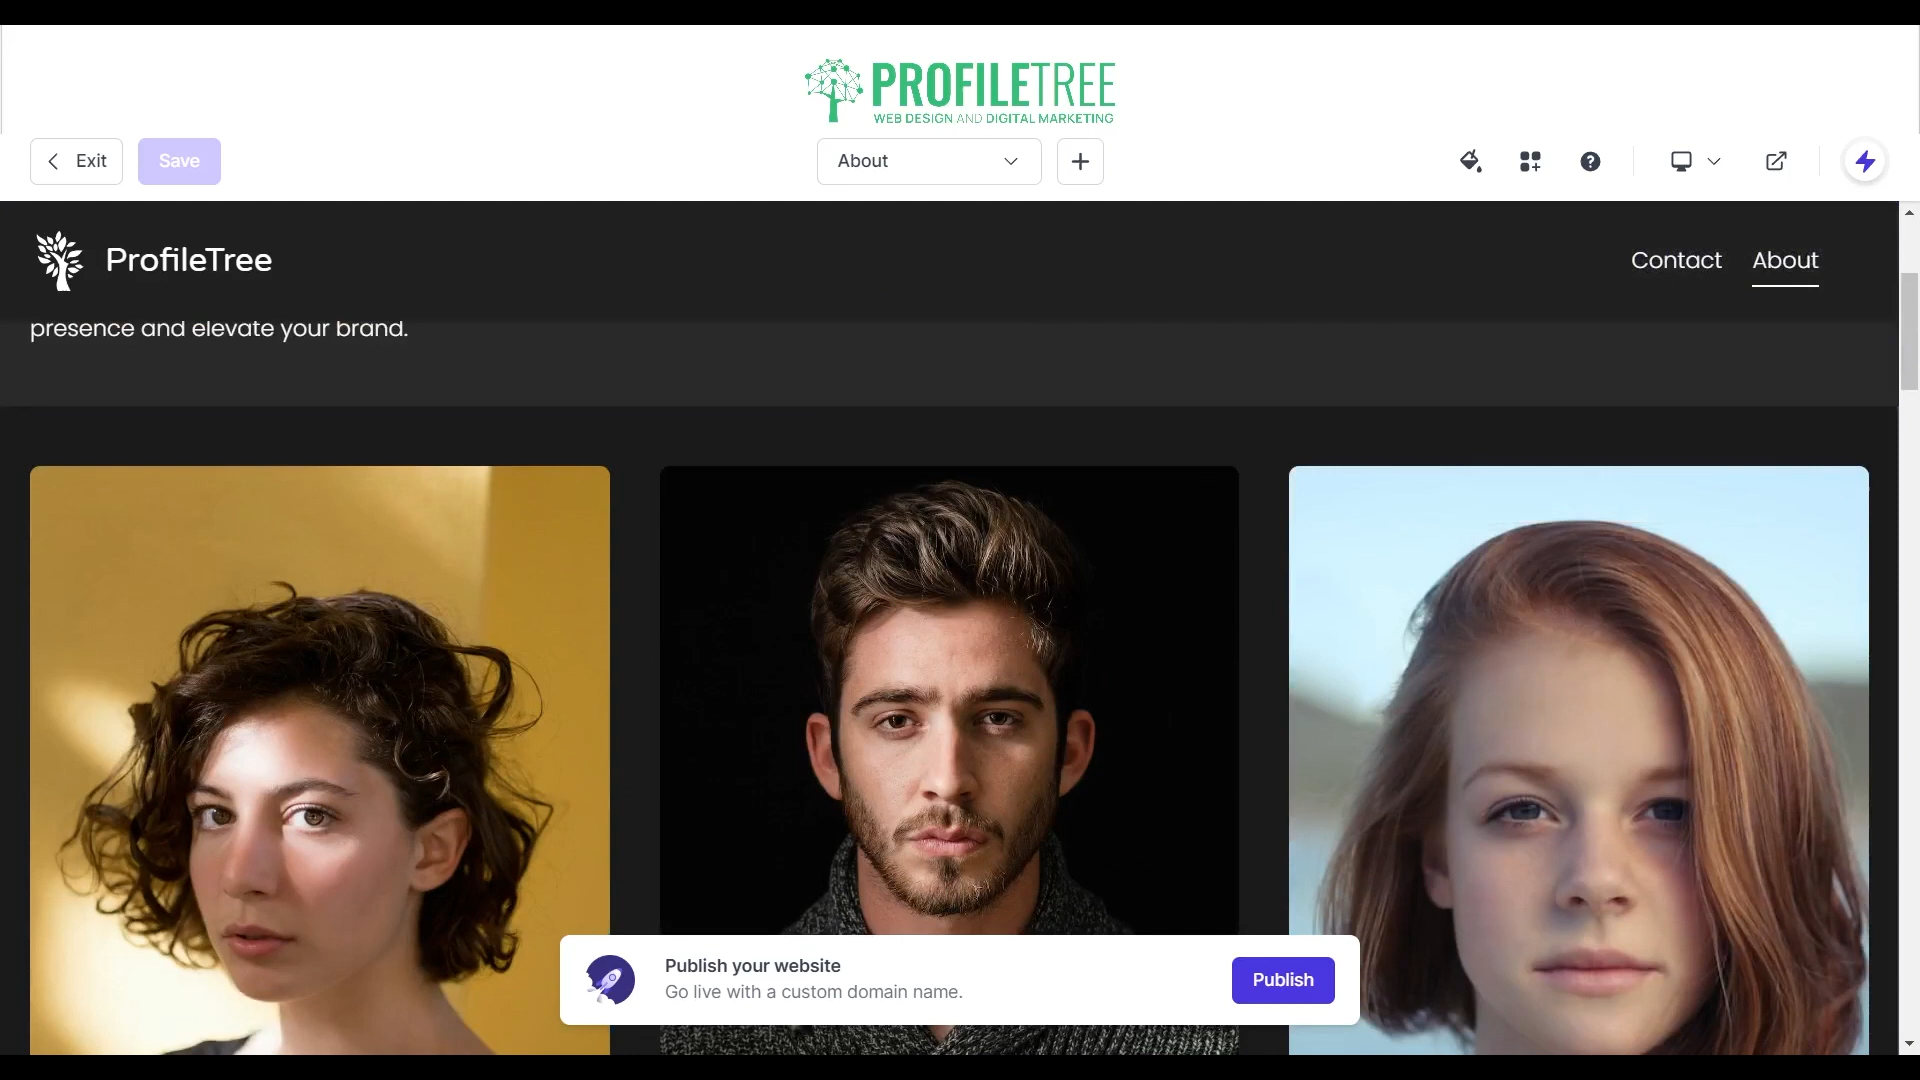 PROFILETREE
WEB DESIGN AND DIGITAL MARKETING
Exit
Save
About
ProfileTree
Contact
About
presence and elevate your brand.
Publish your website
Go live with a custom domain name.
Publish